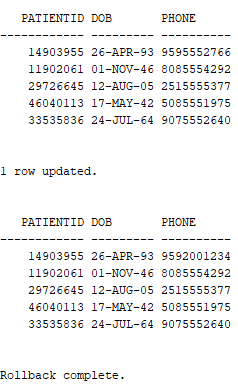 PATIENTID DOB       PHONE
---------- --------- ----------
14903955 26-APR-93 9595552766
11902061 01-NOV-46 8085554292
29726645 12-AUG-05 2515555377
46040113 17-MAY-42 5085551975
33535836 24-JUL-64 9075552640
1 row updated.
PATIENTID DOB       PHONE
---------- --------- ----------
14903955 26-APR-93 9592001234
11902061 01-NOV-46 8085554292
29726645 12-AUG-05 2515555377
46040113 17-MAY-42 5085551975
33535836 24-JUL-64 9075552640
Rollback complete.